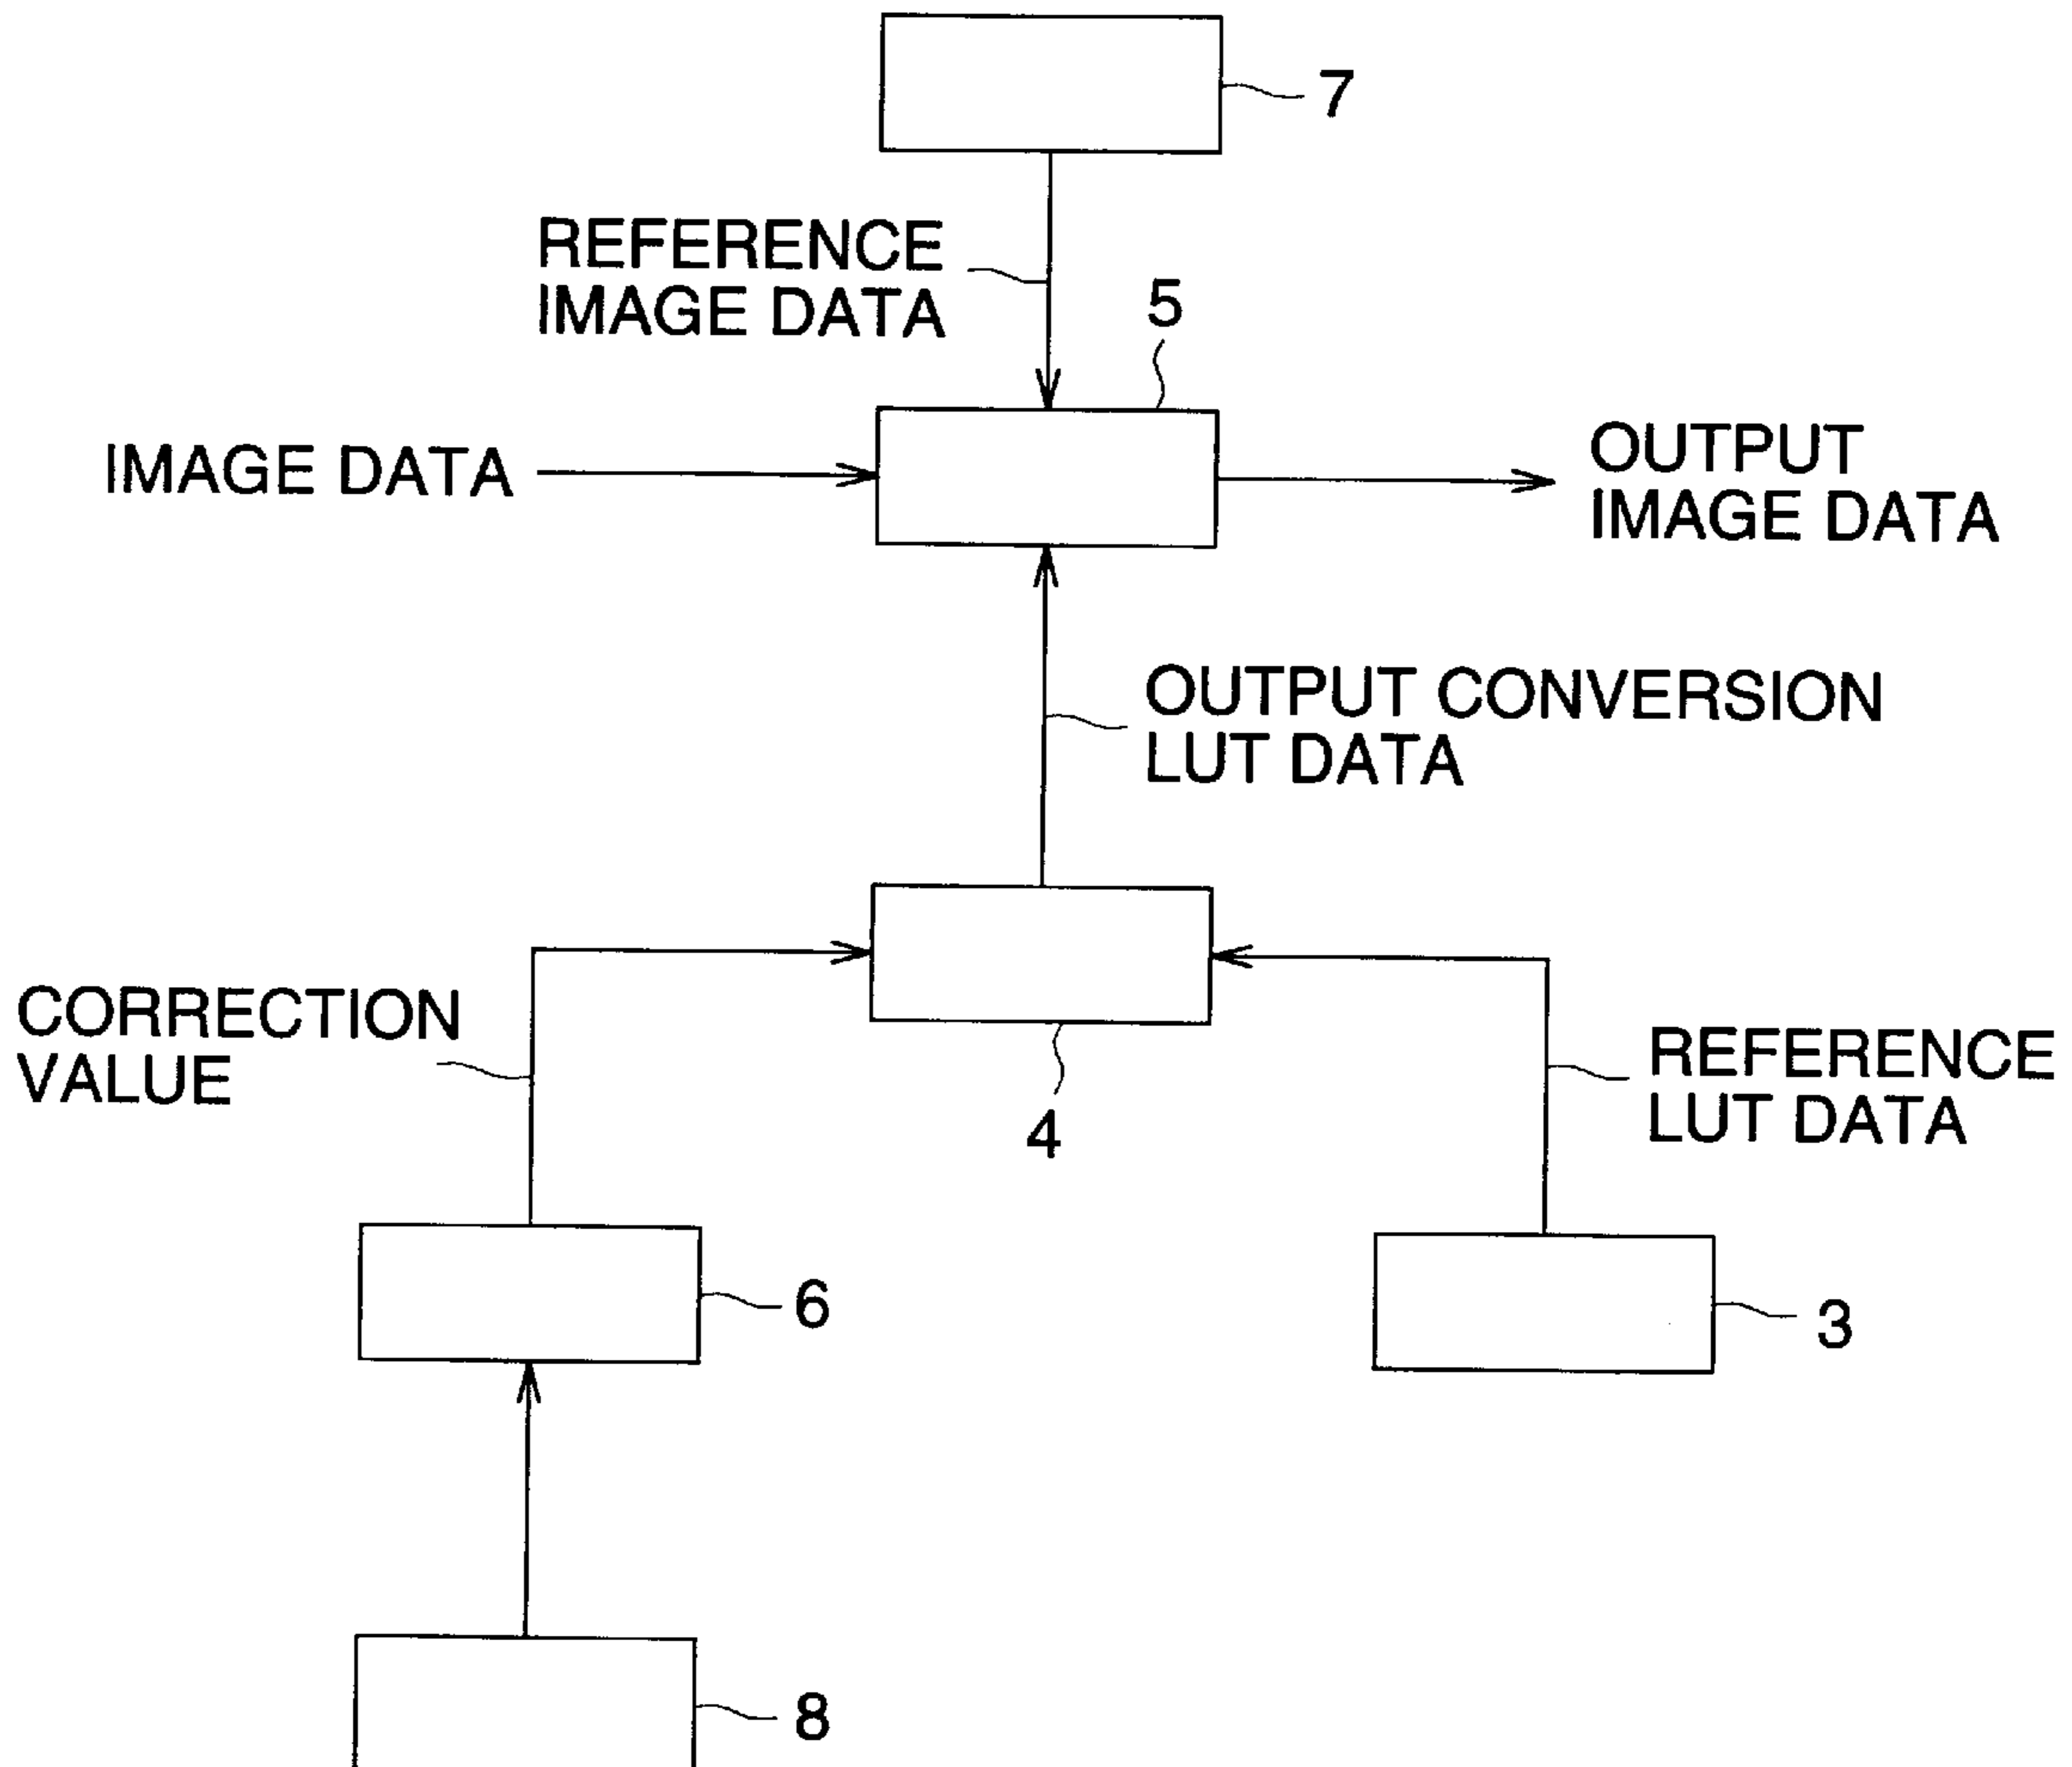 7
REFERENCE
IMAGE DATA
5
IMAGE DATA
OUTPUT
IMAGE DATA
OUTPUT CONVERSION
LUT DATA
CORRECTION
VALUE
4
REFERENCE
LUT DATA
6
3
8